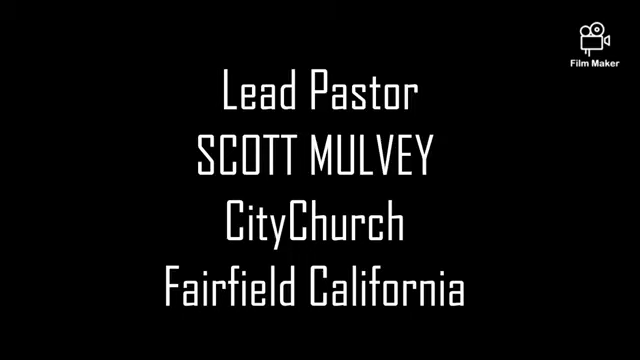 Film Maker
Lead Pastor
SCOTT MULVEY
CityChurch
Fairfield California